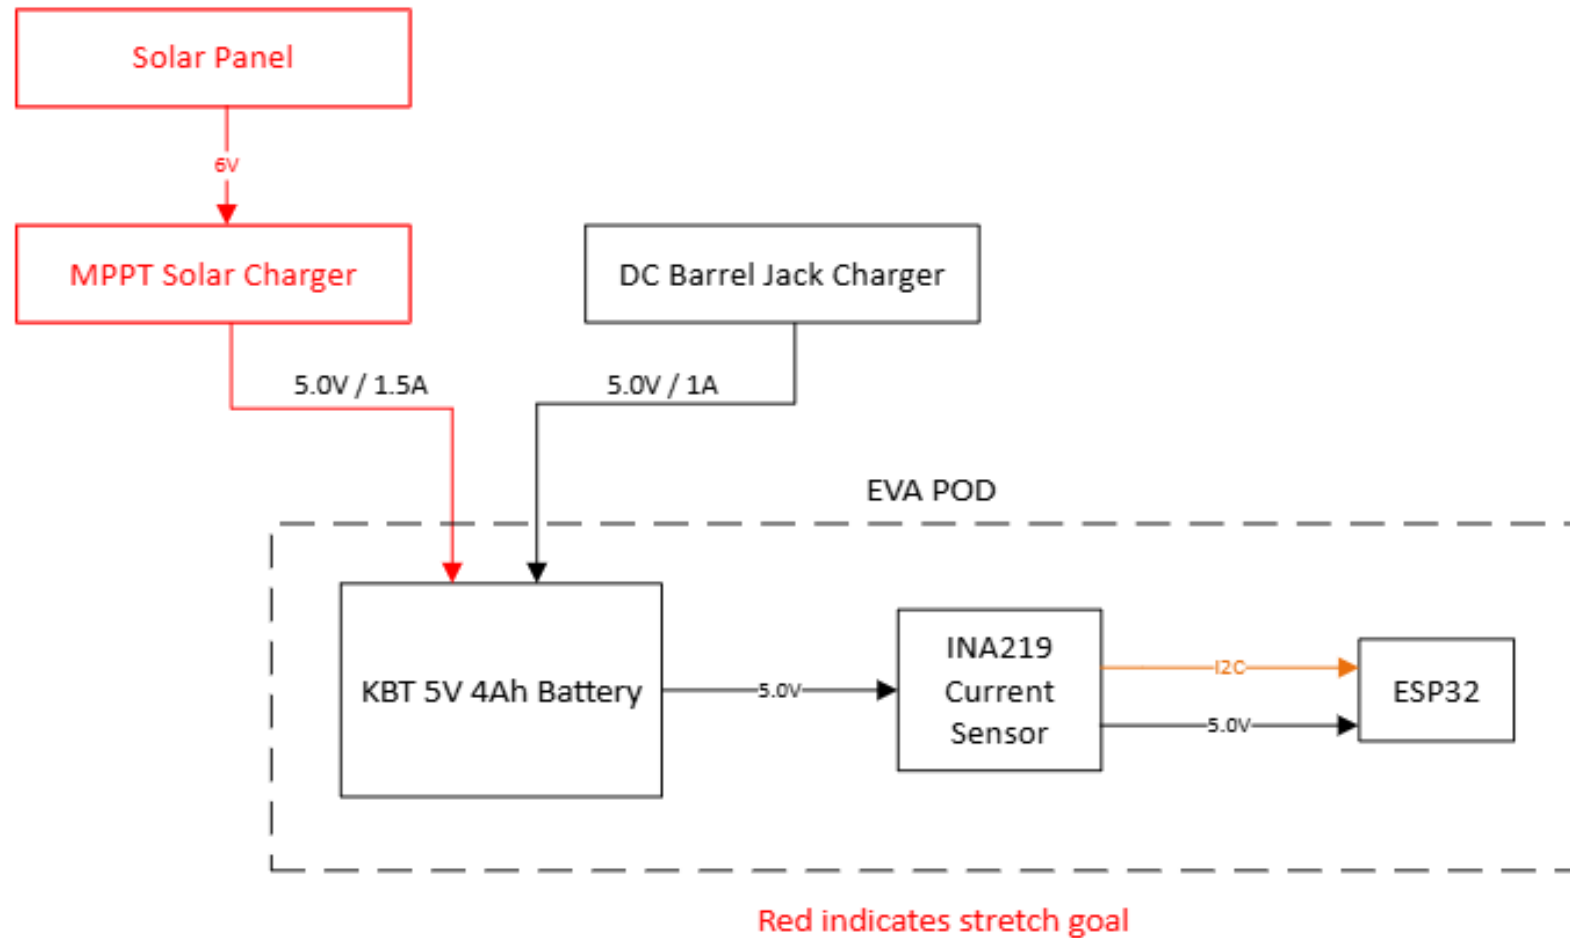 Solar Panel
6V
MPPT Solar Charger
DC Barrel Jack Charger
5.0V / 1.5A
5.0V / 1A
EVA POD
KBT 5V 4Ah Battery
5.0V
INA219
Current
Sensor
I2C
5.0V
ESP32
Red indicates stretch goal